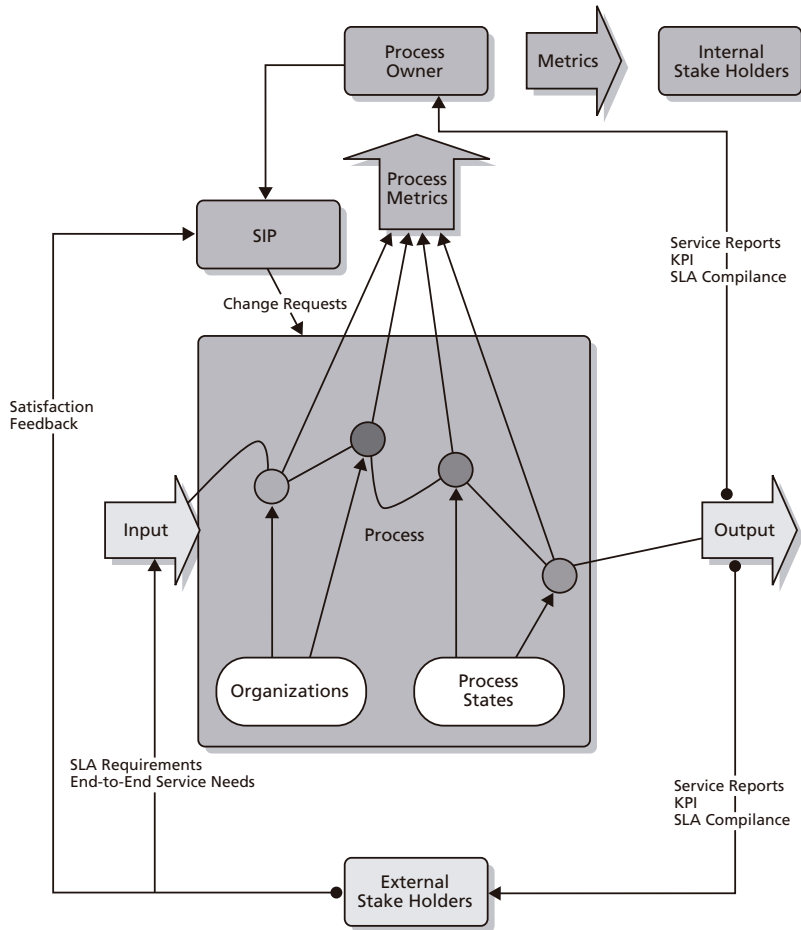 Process
Owner
Metrics
Internal
Stake Holders
Process
Metrics
SIP
Service Reports
KPI
SLA Compilance
Change Requests
Satisfaction
Feedback
Input
Process
Output
Organizations
Process
States
SLA Requirements
End-to-End Service Needs
Service Reports
KPI
SLA Compilance
External
Stake Holders